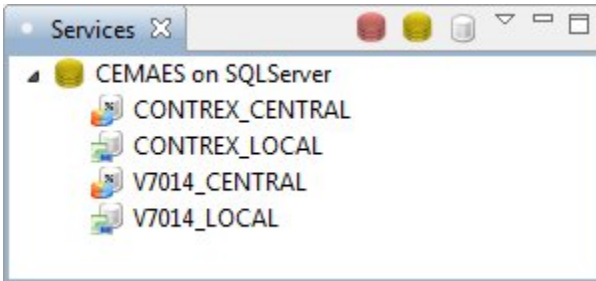 Services
CEMAES on SQLServer
CONTREX_CENTRAL
CONTREX_LOCAL
V7014_CENTRAL
V7014_LOCAL